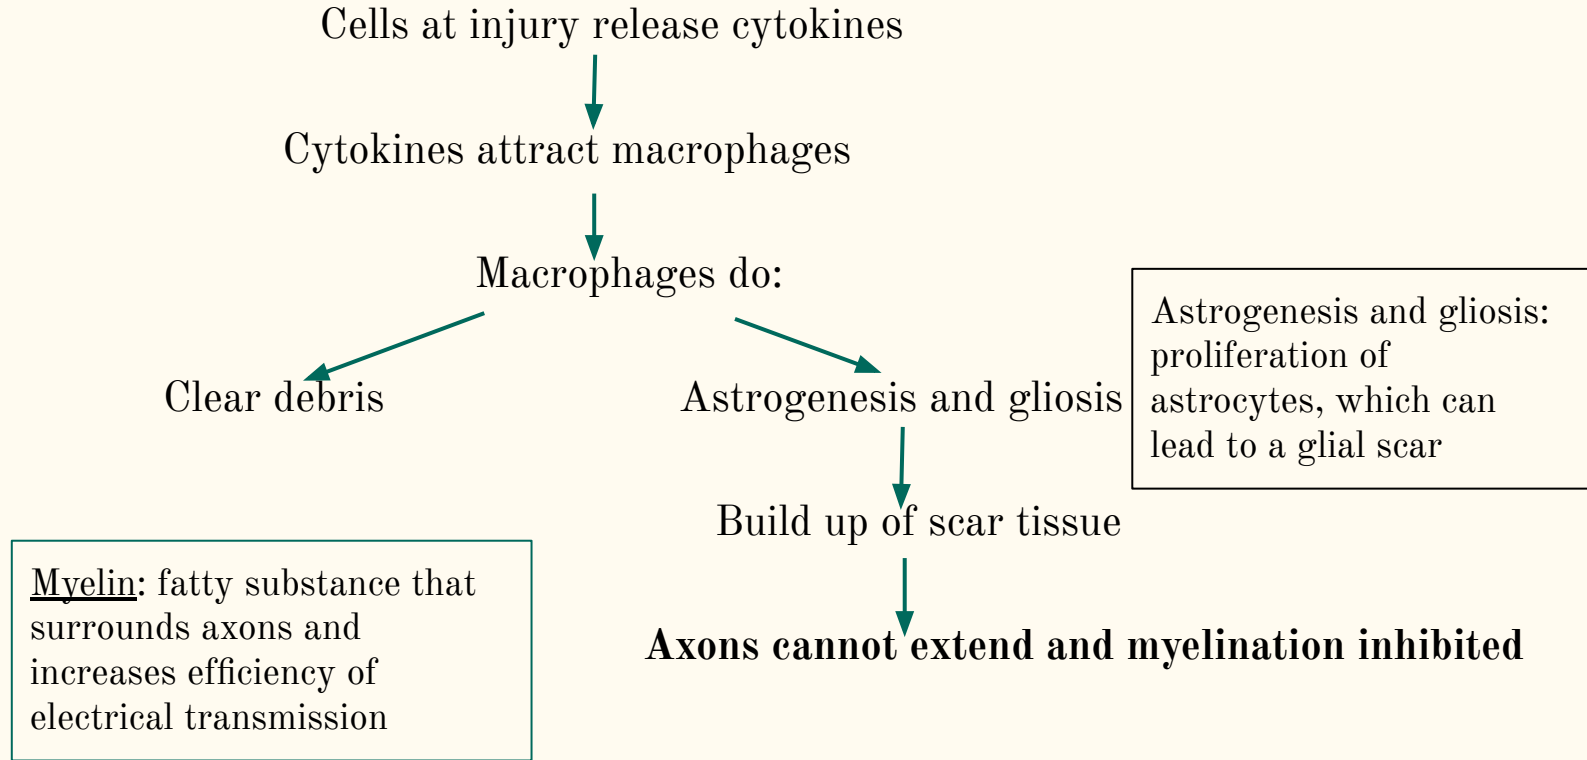 Cells at injury release cytokines
Cytokines attract macrophages
Macrophages do:
Clear debris
Astrogenesis and gliosis
Astrogenesis and gliosis:
proliferation of
astrocytes, which can
lead to a glial scar
Build up of scar tissue
Axons cannot extend and myelination inhibited
Myelin: fatty substance that
surrounds axons and
increases efficiency of
electrical transmission